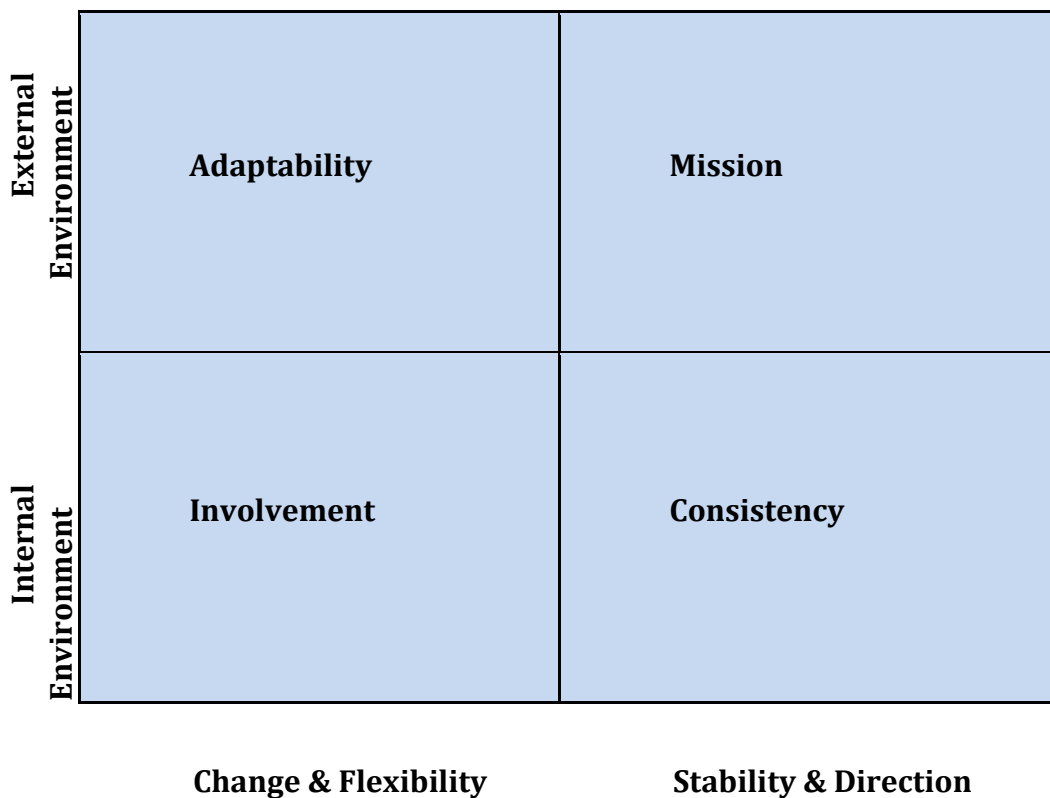 External
Environment
Adaptability
Mission
Internal
Environment
Involvement
Consistency
Change & Flexibility
Stability & Direction